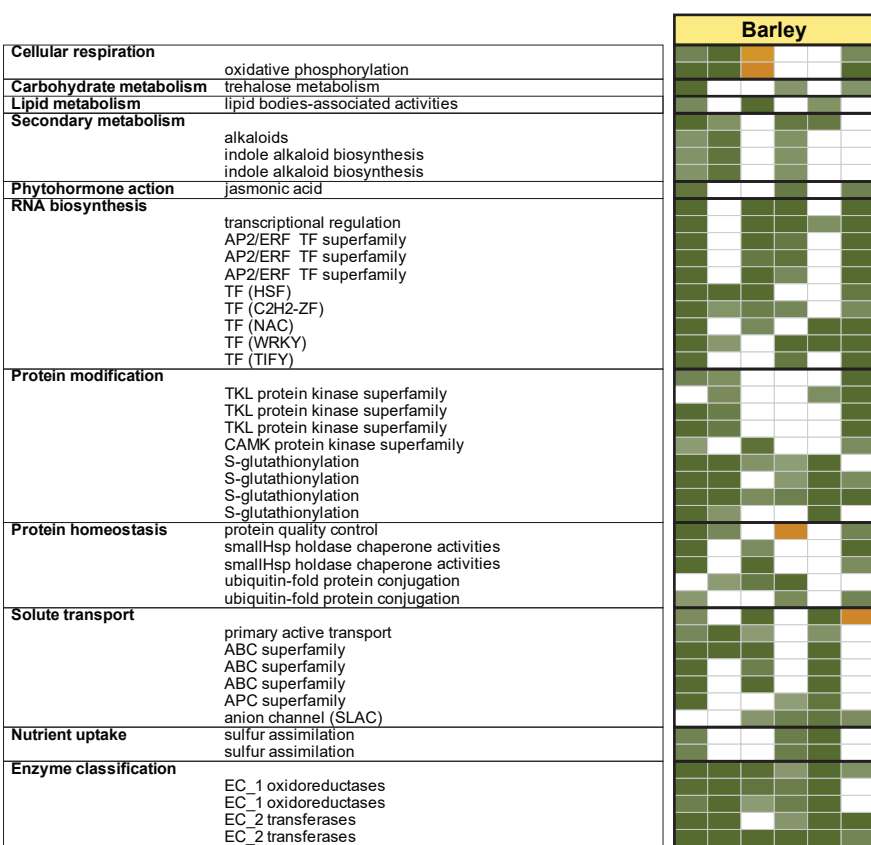 Barley
Cellular respiration
oxidative phosphorylation
Carbohydrate metabolism trehalose metabolism
Lipid metabolism lipid bodies-associated activities
Secondary metabolism
alkaloids
indole alkaloid biosynthesis
indole alkaloid biosynthesis
Phytohormone action jasmonic acid
RNA biosynthesis
transcriptional regulation
AP2/ERF TF superfamily
AP2/ERF TF superfamily
AP2/ERF TF superfamily
TF (HSF)
TF (C2H2-ZF)
TF (NAC)
TF (WRKY)
TF (TIFY)
Protein modification
TKL protein kinase superfamily
TKL protein kinase superfamily
TKL protein kinase superfamily
CAMK protein kinase superfamily
S-glutathionylation
S-glutathionylation
S-glutathionylation
S-glutathionylation
Protein homeostasis protein quality control
smallHsp holdase chaperone activities
smallHsp holdase chaperone activities
ubiquitin-fold protein conjugation
ubiquitin-fold protein conjugation
Solute transport
primary active transport
ABC superfamily
ABC superfamily
ABC superfamily
APC superfamily
anion channel (SLAC)
Nutrient uptake sulfur assimilation
sulfur assimilation
Enzyme classification
EC_1 oxidoreductases
EC_1 oxidoreductases
EC_2 transferases
EC_2 transferases